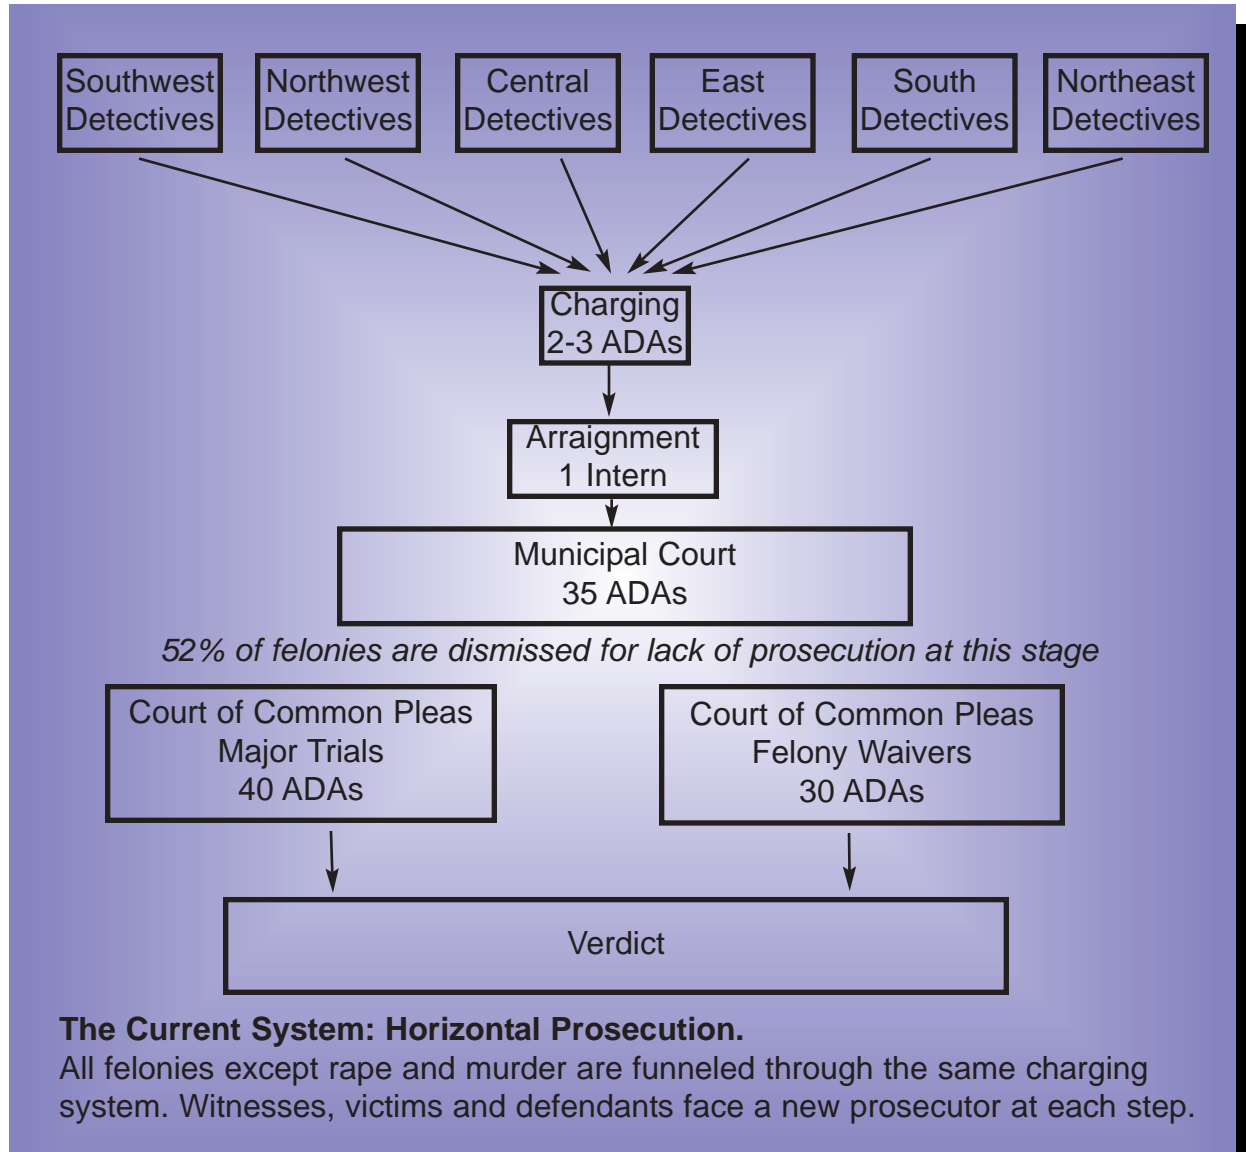 Southwest
Detectives
Northwest
Detectives
Central
Detectives
East
Detectives
South
Detectives
Northeast
Detectives
Charging
2-3 ADAs
Arraignment
1 Intern
Municipal Court
35 ADAs
52% of felonies are dismissed for lack of prosecution at this stage
Court of Common Pleas
Major Trials
40 ADAs
Court of Common Pleas
Felony Waivers
30 ADAs
Verdict
The Current System: Horizontal Prosecution.
All felonies except rape and murder are funneled through the same charging
system. Witnesses, victims and defendants face a new prosecutor at each step.